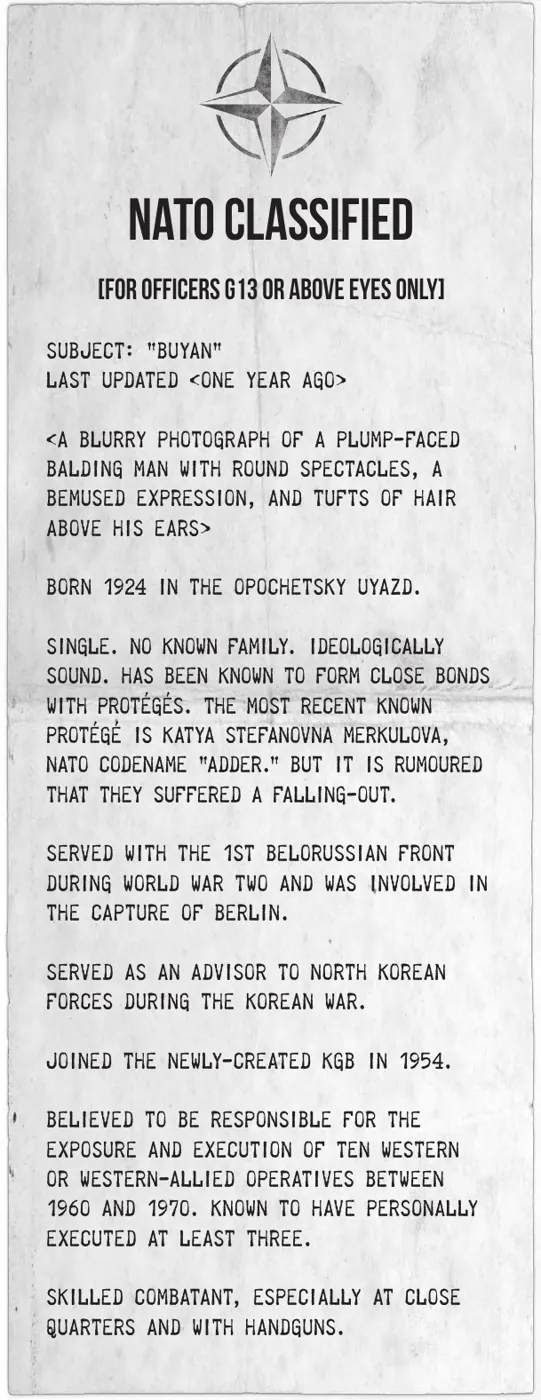 NATO CLASSIFIED
[FOR OFFICERS G13 OR ABOVE EYES ONLY]
SUBJECT: "BUYAN"
LAST UPDATED <ONE YEAR AGO>
<A BLURRY PHOTOGRAPH OF A PLUMP-FACED
BALDING MAN WITH ROUND SPECTACLES, A
BEMUSED EXPRESSION, AND TUFTS OF HAIR
ABOVE HIS EARS>
BORN 1924 IN THE OPOCHETSKY UYAZD.
SINGLE. NO KNOWN FAMILY. IDEOLOGICALLY
SOUND. HAS BEEN KNOWN TO FORM CLOSE BONDS
WITH PROTÉGÉS. THE MOST RECENT KNOWN
PROTÉGÉ IS KATYA STEFANOVNA MERKULOVA,
NATO CODENAME "ADDER." BUT IT IS RUMOURED
THAT THEY SUFFERED A FALLING-OUT.
SERVED WITH THE 1ST BELORUSSIAN FRONT
DURING WORLD WAR TWO AND WAS INVOLVED IN
THE CAPTURE OF BERLIN.
SERVED AS AN ADVISOR TO NORTH KOREAN
FORCES DURING THE KOREAN WAR.
JOINED THE NEWLY-CREATED KGB IN 1954.
BELIEVED TO BE RESPONSIBLE FOR THE
EXPOSURE AND EXECUTION OF TEN WESTERN
OR WESTERN-ALLIED OPERATIVES BETWEEN
1960 AND 1970. KNOWN TO HAVE PERSONALLY
EXECUTED AT LEAST THREE.
SKILLED COMBATANT, ESPECIALLY AT CLOSE
QUARTERS AND WITH HANDGUNS.